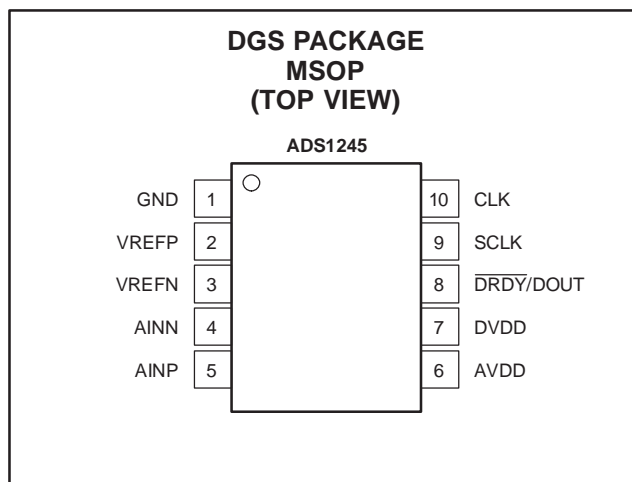 DGS PACKAGE
MSOP
(TOP VIEW)
ADS1245
GND 1
VREFP 2
VREFN 3
AINN 4
AINP 5
10 CLK
9 SCLK
8 D̅R̅D̅Y̅/DOUT
7 DVDD
6 AVDD